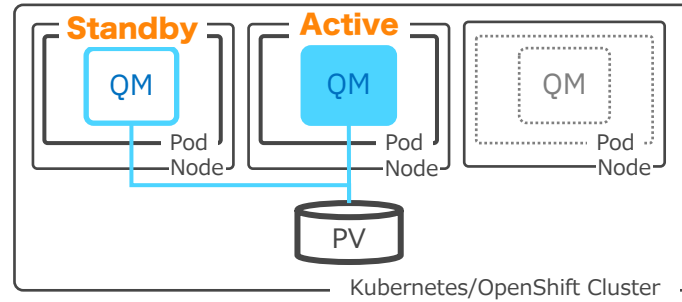 Standby
Active
QM
QM
QM
Pod
Pod
Pod
Node
Node
Node
PV
Kubernetes/OpenShift Cluster